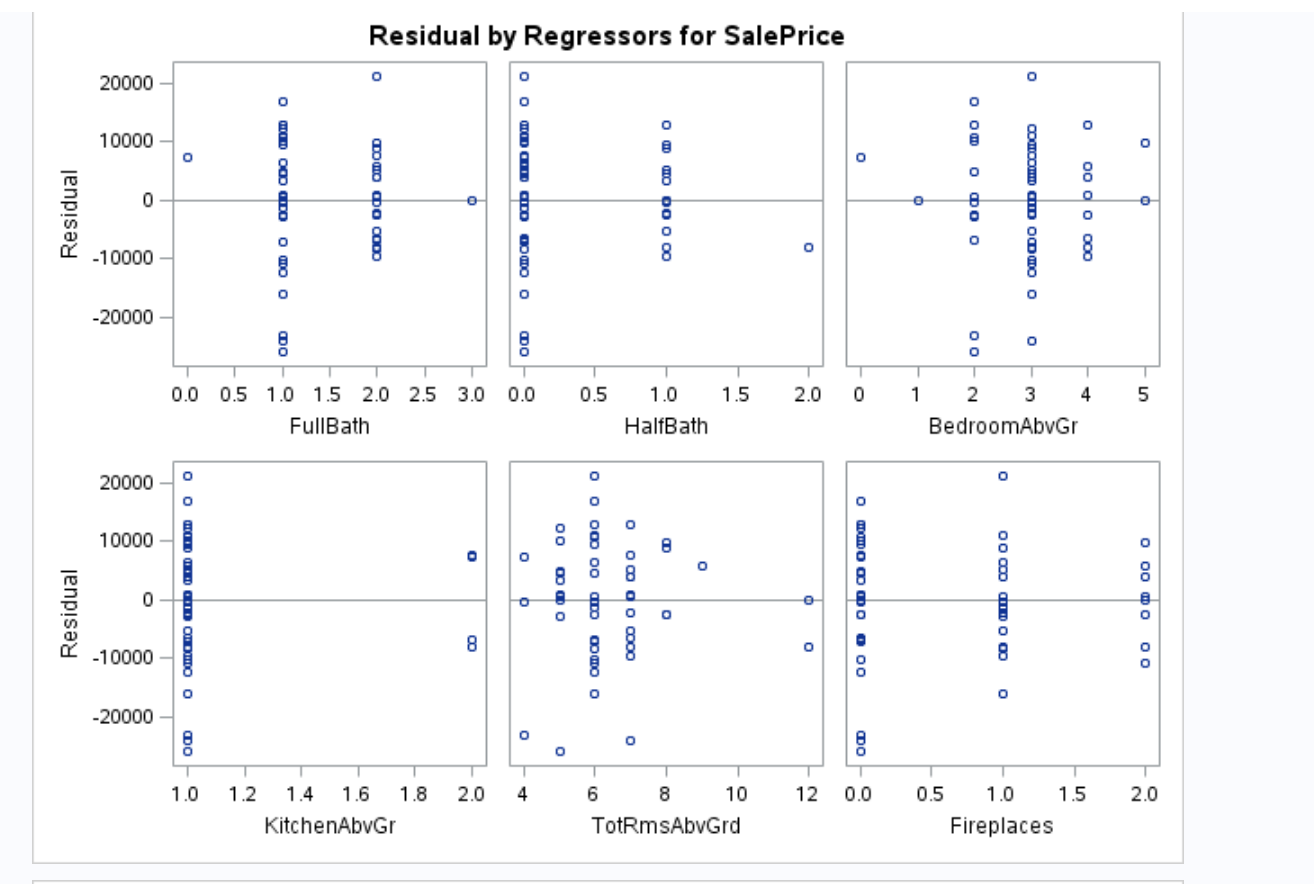 Residual by Regressors for SalePrice
20000
10000
0
-10000
-20000
Residual
0.0 0.5 1.0 1.5 2.0 2.5 3.0
FullBath
0.0 0.5 1.0 1.5 2.0
HalfBath
0 1 2 3 4 5
BedroomAbvGr
20000
10000
0
-10000
-20000
Residual
1.0 1.2 1.4 1.6 1.8 2.0
KitchenAbvGr
4 6 8 10 12
TotRmsAbvGrd
0.0 0.5 1.0 1.5 2.0
Fireplaces